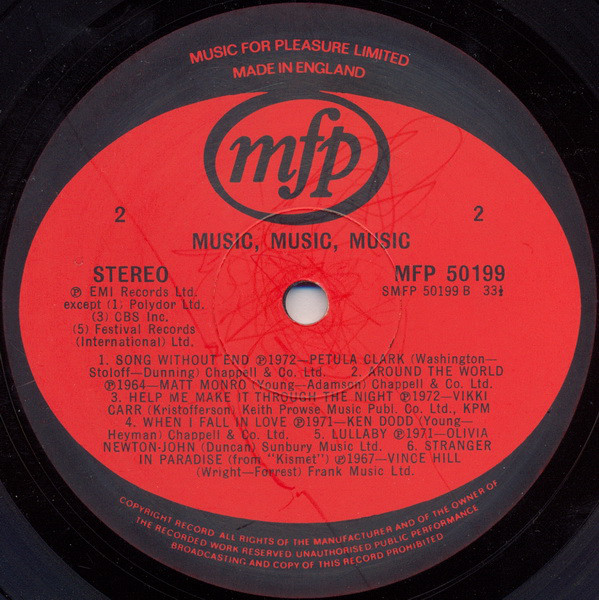 MUSIC FOR PLEASURE LIMITED
MADE IN ENGLAND
mfp
2 2
MUSIC, MUSIC, MUSIC
STEREO MFP 50199
Ⓟ EMI Records Ltd. SMFP 50199 B 33⅓
except (1) Polydor Ltd.
(3) CBS Inc.
(5) Festival Records
(International) Ltd.
1. SONG WITHOUT END Ⓟ1972—PETULA CLARK (Washington—
Stoloff—Dunning) Chappell & Co. Ltd. 2. AROUND THE WORLD
Ⓟ1964—MATT MONRO (Young—Adamson) Chappell & Co. Ltd.
3. HELP ME MAKE IT THROUGH THE NIGHT Ⓟ1972—VIKKI
CARR (Kristofferson) Keith Prowse Music Publ. Co. Ltd., KPM
4. WHEN I FALL IN LOVE Ⓟ1971—KEN DODD (Young—
Heyman) Chappell & Co. Ltd. 5. LULLABY Ⓟ1971—OLIVIA
NEWTON-JOHN (Duncan) Sunbury Music Ltd. 6. STRANGER
IN PARADISE (from "Kismet") Ⓟ1967—VINCE HILL
(Wright—Forrest) Frank Music Ltd.
COPYRIGHT RECORD ALL RIGHTS OF THE MANUFACTURER AND OF THE OWNER OF
THE RECORDED WORK RESERVED UNAUTHORISED PUBLIC PERFORMANCE
BROADCASTING AND COPY OF THIS RECORD PROHIBITED